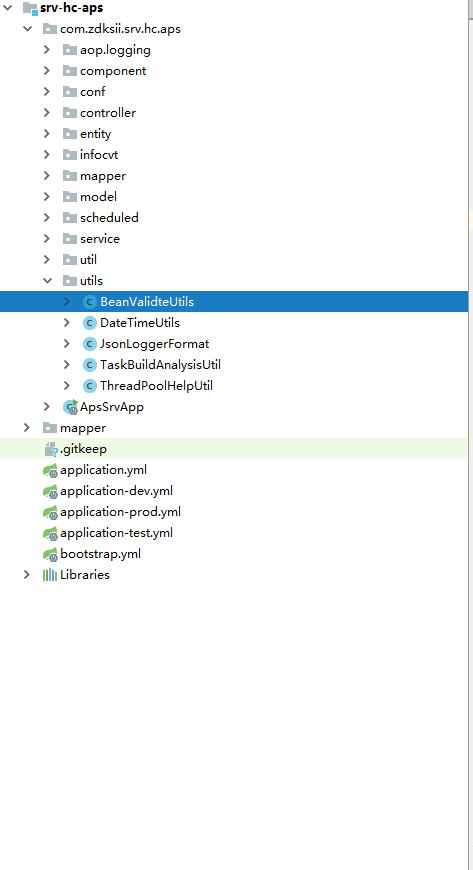 srv-hc-aps
com.zdksii.srv.hc.aps
aop.logging
component
conf
controller
entity
infocvt
mapper
model
scheduled
service
util
utils
BeanValidteUtils
DateTimeUtils
JsonLoggerFormat
TaskBuildAnalysisUtil
ThreadPoolHelpUtil
ApsSrvApp
mapper
.gitkeep
application.yml
application-dev.yml
application-prod.yml
application-test.yml
bootstrap.yml
Libraries